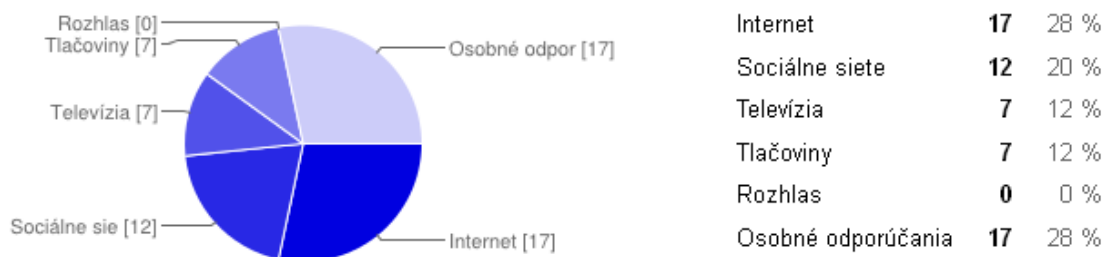 Rozhlas [0]
Tlačoviny [7]
Osobné odpor [17]
Televízia [7]
Sociálne sie [12]
Internet [17]
Internet 17 28 %
Sociálne siete 12 20 %
Televízia 7 12 %
Tlačoviny 7 12 %
Rozhlas 0 0 %
Osobné odporúčania 17 28 %